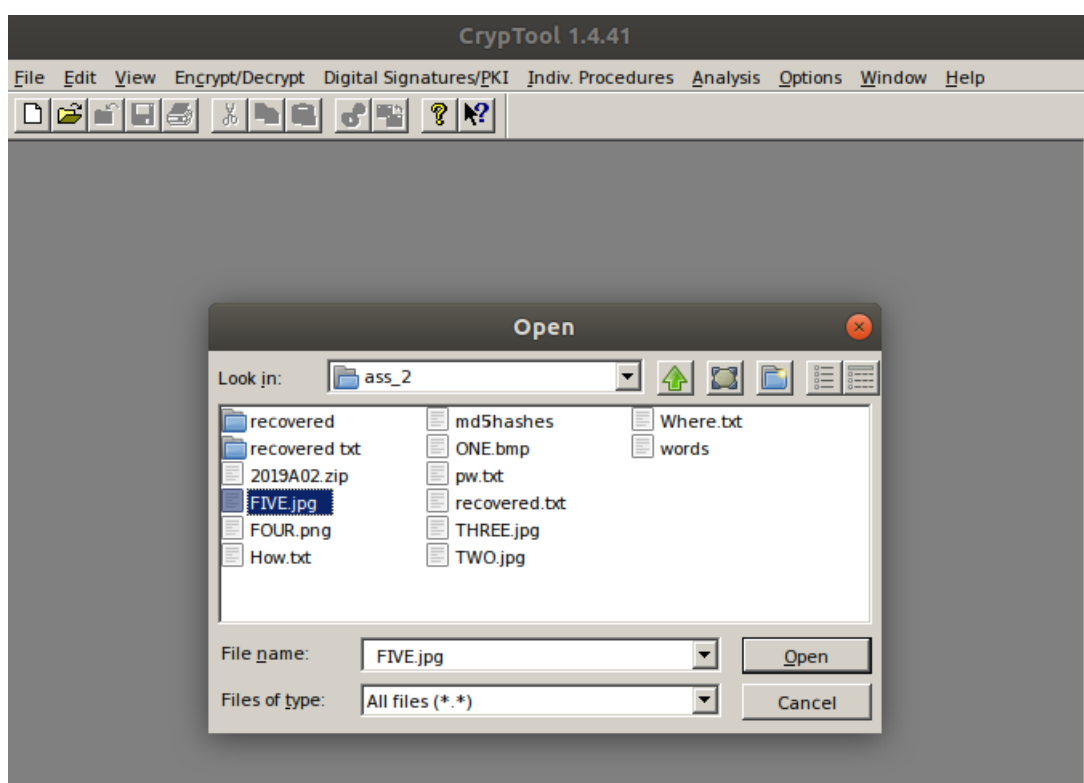 CrypTool 1.4.41
File Edit View Encrypt/Decrypt Digital Signatures/PKI Indiv. Procedures Analysis Options Window Help
Open
Look in: ass_2
recovered md5hashes Where.txt
recovered txt ONE.bmp words
2019A02.zip pw.txt
FIVE.jpg recovered.txt
FOUR.png THREE.jpg
How.txt TWO.jpg
File name: FIVE.jpg Open
Files of type: All files (*.*) Cancel